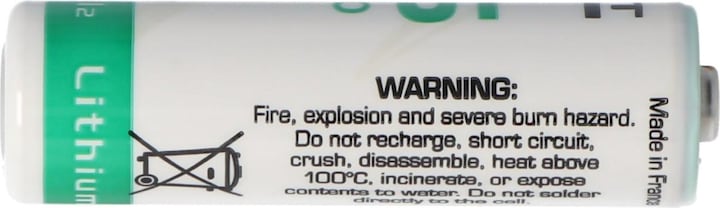 Lithium
WARNING:
Fire, explosion and severe burn hazard.
Do not recharge, short circuit,
crush, disassemble, heat above
100°C, incinerate, or expose
contents to water. Do not solder
directly to the cell.
Made in France